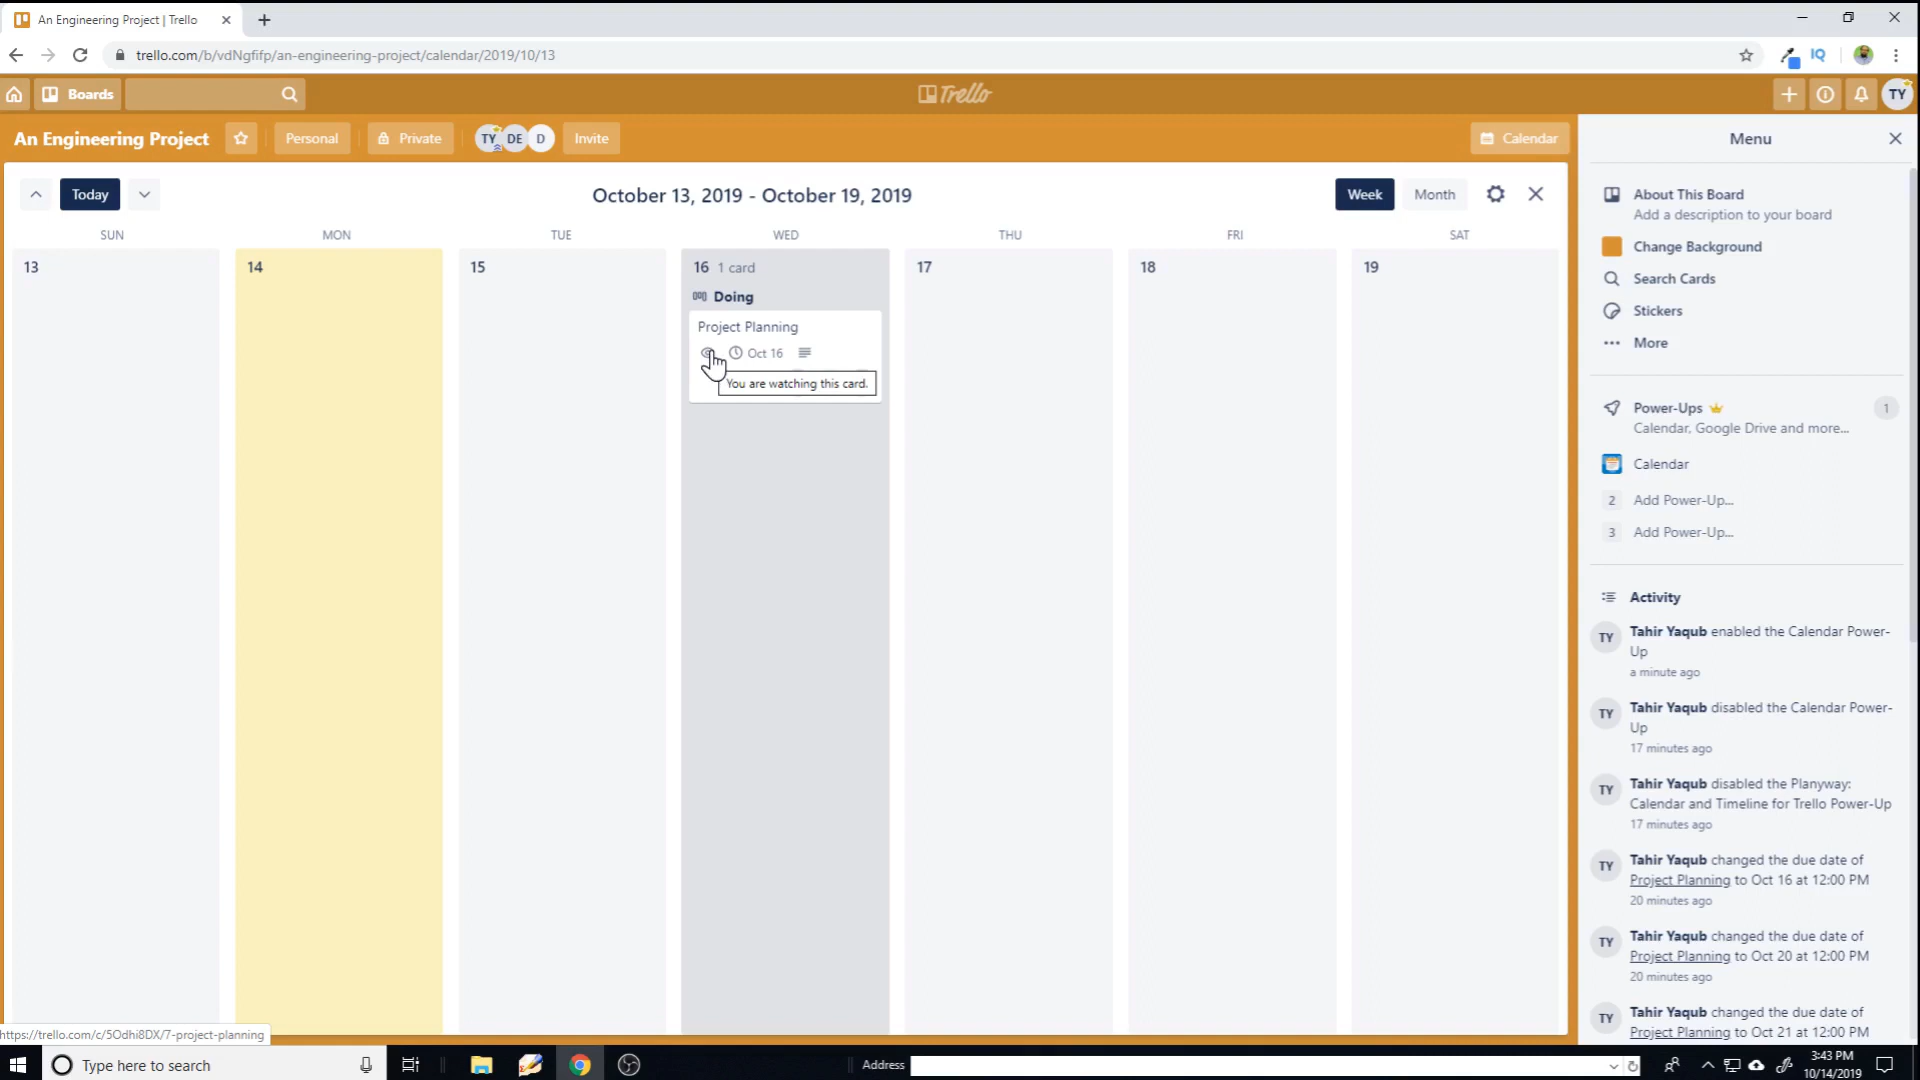 An Engineering Project | Trello
trello.com/b/vdNgfifp/an-engineering-project/calendar/2019/10/13
IQ
Boards
Trello
TY
An Engineering Project
Personal
Private
TY DE D
Invite
Calendar
Menu
Today
October 13, 2019 - October 19, 2019
Week
Month
SUN MON TUE WED THU FRI SAT
13 14 15 16 1 card 17 18 19
Doing
Project Planning
Oct 16
You are watching this card.
About This Board
Add a description to your board
Change Background
Search Cards
Stickers
More
Power-Ups
1
Calendar, Google Drive and more...
Calendar
2 Add Power-Up...
3 Add Power-Up...
Activity
TY
Tahir Yaqub enabled the Calendar Power-
Up
a minute ago
TY
Tahir Yaqub disabled the Calendar Power-
Up
17 minutes ago
TY
Tahir Yaqub disabled the Planyway:
Calendar and Timeline for Trello Power-Up
17 minutes ago
TY
Tahir Yaqub changed the due date of
Project Planning to Oct 16 at 12:00 PM
20 minutes ago
TY
Tahir Yaqub changed the due date of
Project Planning to Oct 20 at 12:00 PM
20 minutes ago
TY
Tahir Yaqub changed the due date of
Project Planning to Oct 21 at 12:00 PM
https://trello.com/c/5Odhi8DX/7-project-planning
Type here to search
Address
3:43 PM
10/14/2019